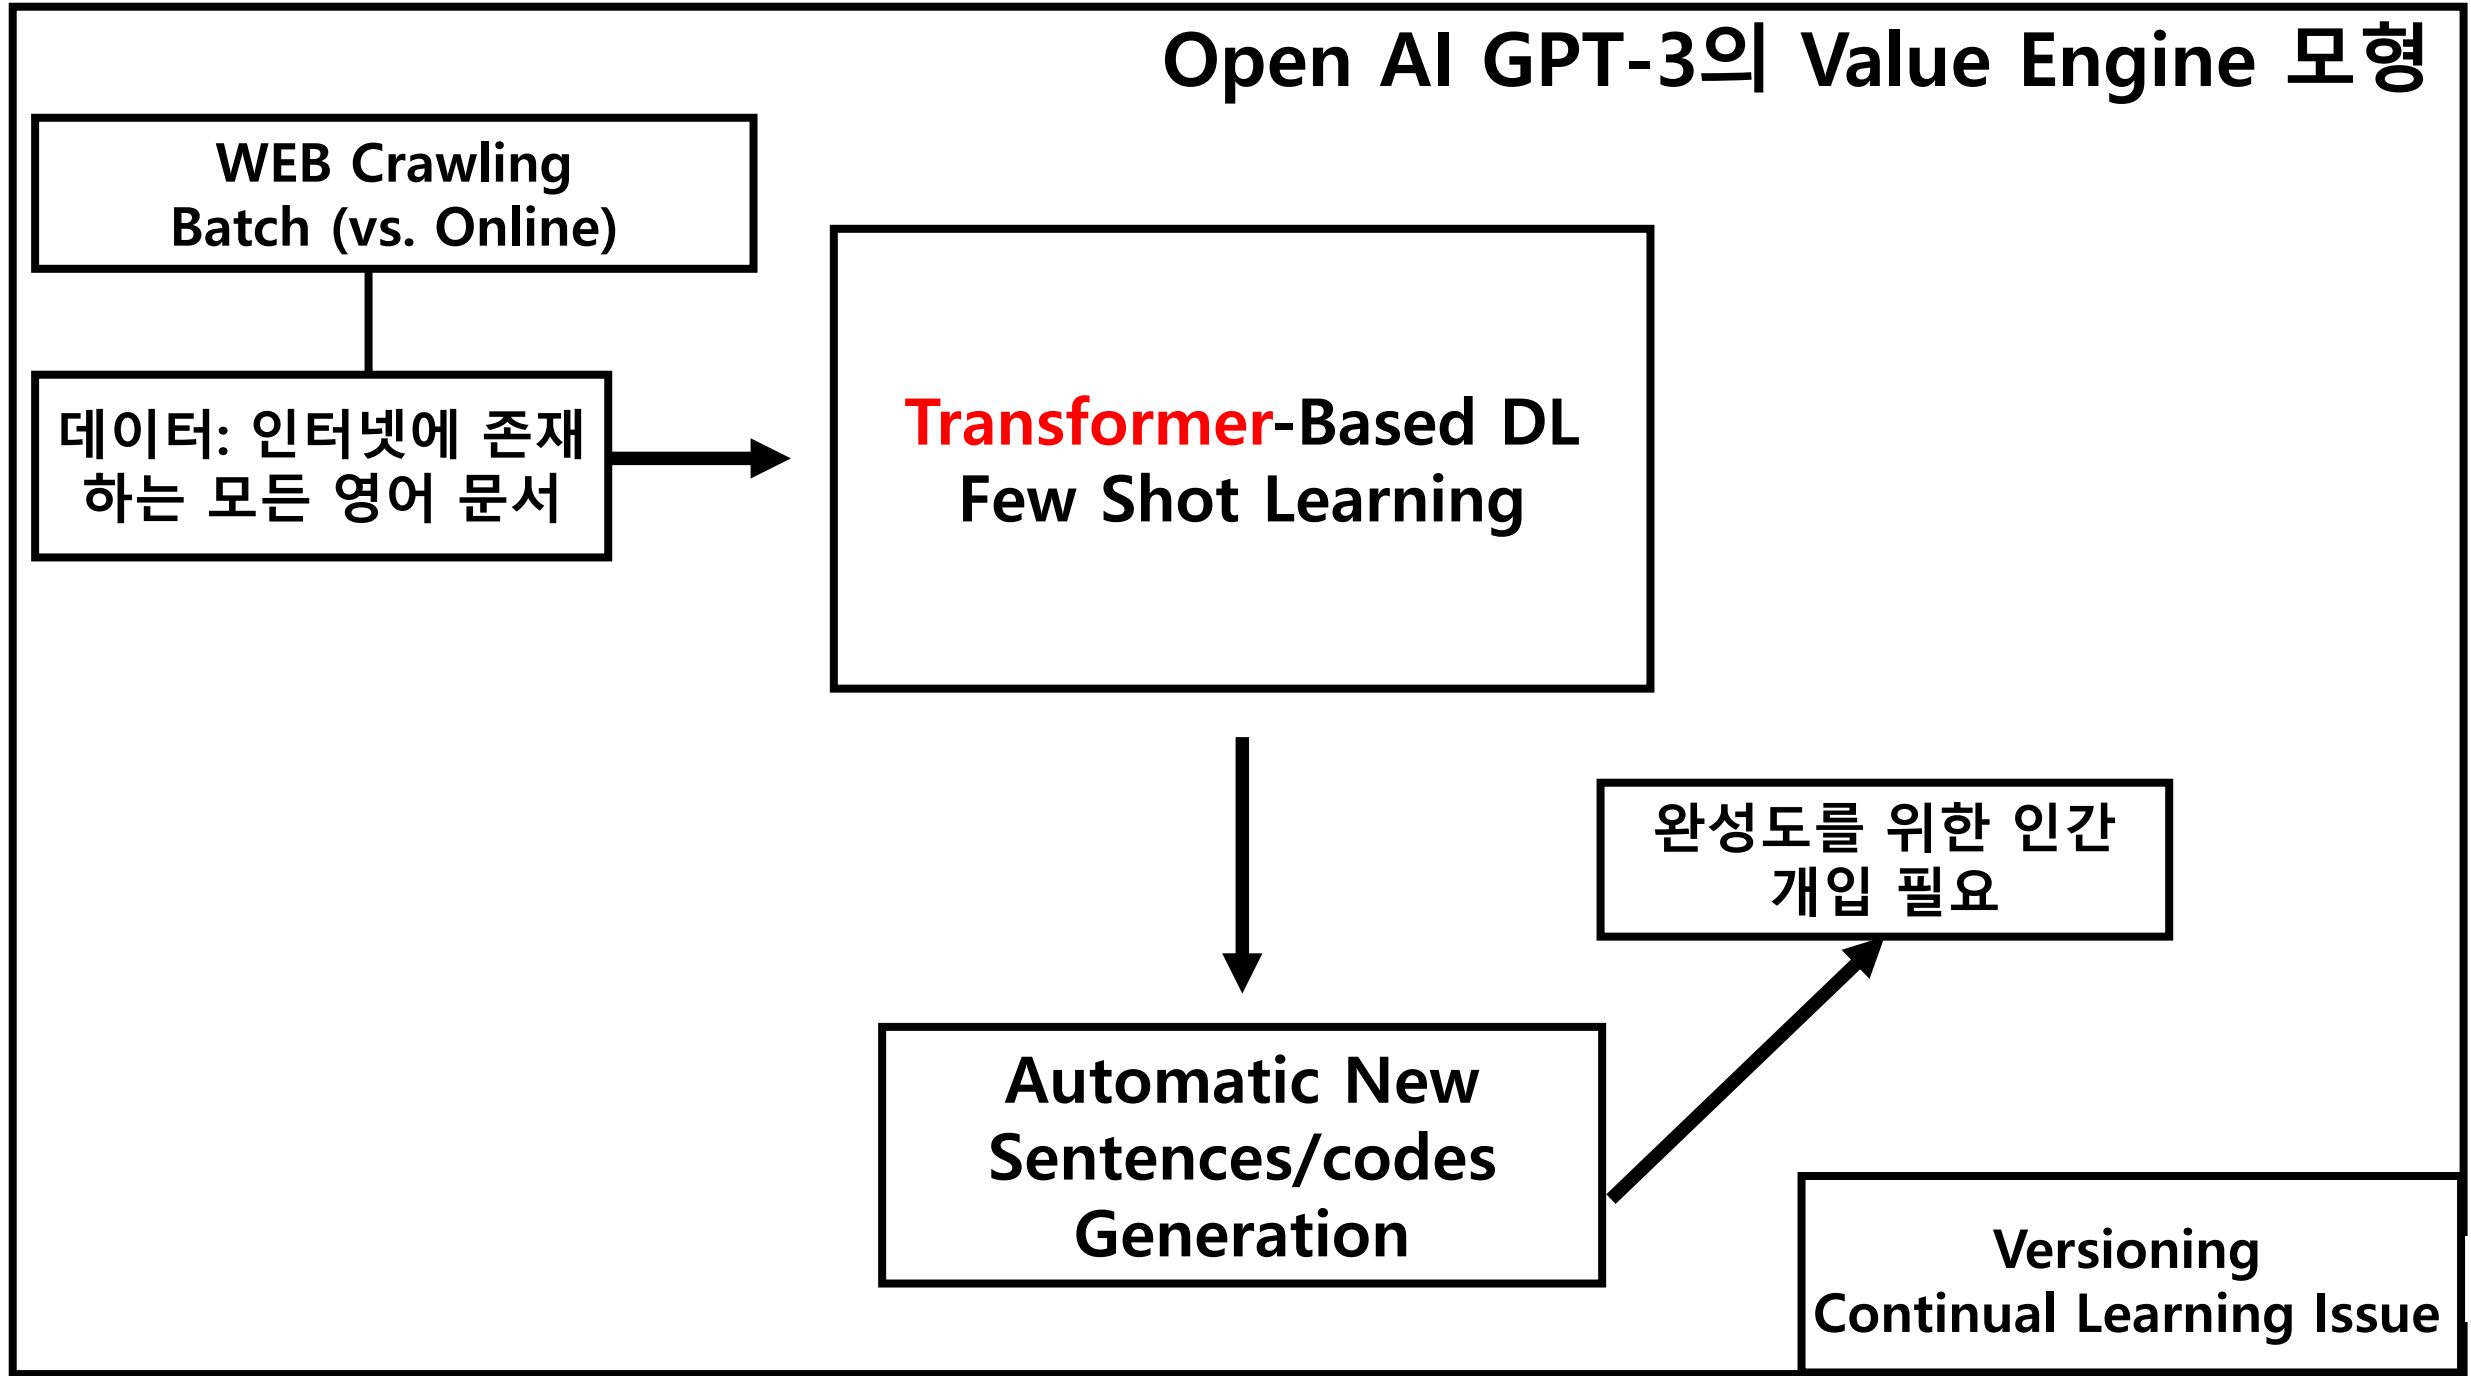 Open AI GPT-3의 Value Engine 모형
WEB Crawling
Batch (vs. Online)
데이터: 인터넷에 존재
하는 모든 영어 문서
Transformer-Based DL
Few Shot Learning
완성도를 위한 인간
개입 필요
Automatic New
Sentences/codes
Generation
Versioning
Continual Learning Issue